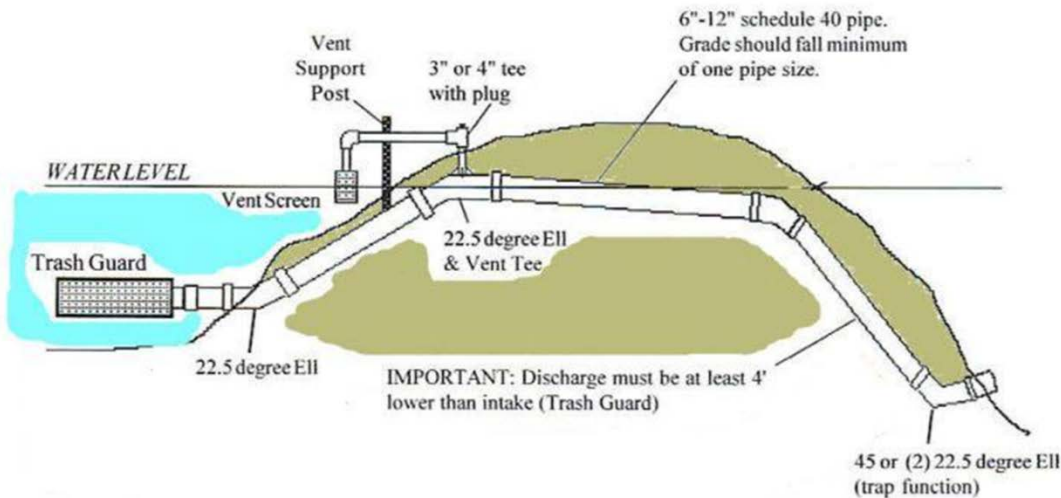 6"-12" schedule 40 pipe.
Grade should fall minimum
of one pipe size.
Vent
Support
Post
3" or 4" tee
with plug
WATER LEVEL
Vent Screen
22.5 degree Ell
& Vent Tee
Trash Guard
22.5 degree Ell
IMPORTANT: Discharge must be at least 4'
lower than intake (Trash Guard)
45 or (2) 22.5 degree Ell
(trap function)